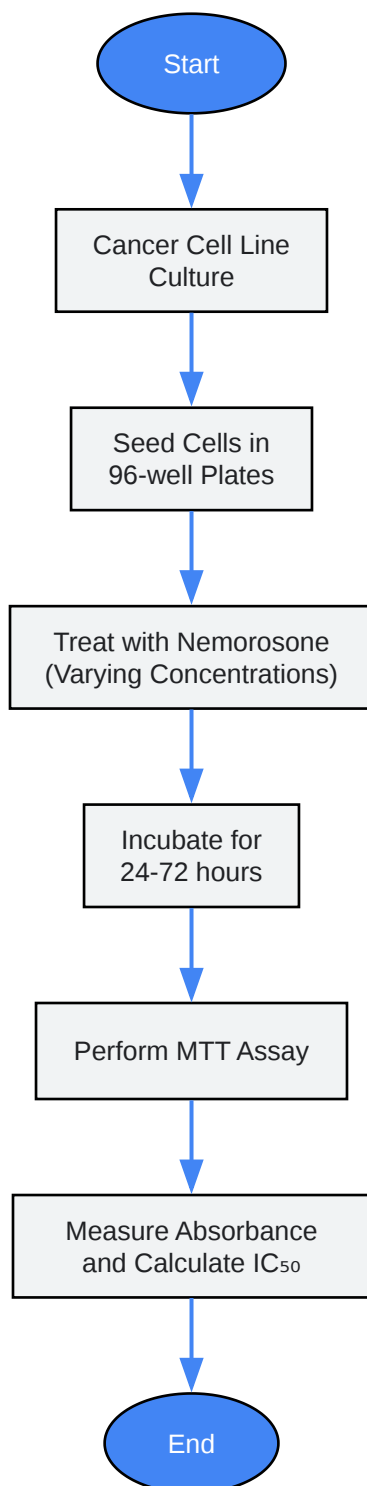 Start
Cancer Cell Line
Culture
Seed Cells in
96-well Plates
Treat with Nemorosone
(Varying Concentrations)
Incubate for
24-72 hours
Perform MTT Assay
Measure Absorbance
and Calculate IC₅₀
End